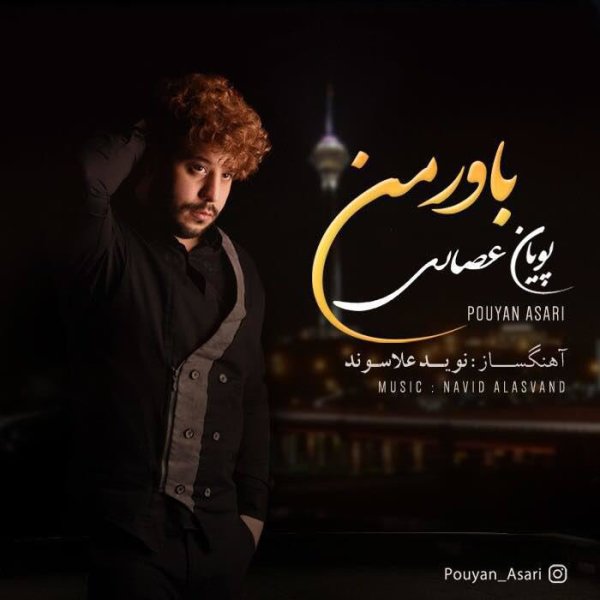 باور من
پویان عصاری
POUYAN ASARI
آهنگساز : نوید علاسوند
MUSIC : NAVID ALASVAND
Pouyan_Asari